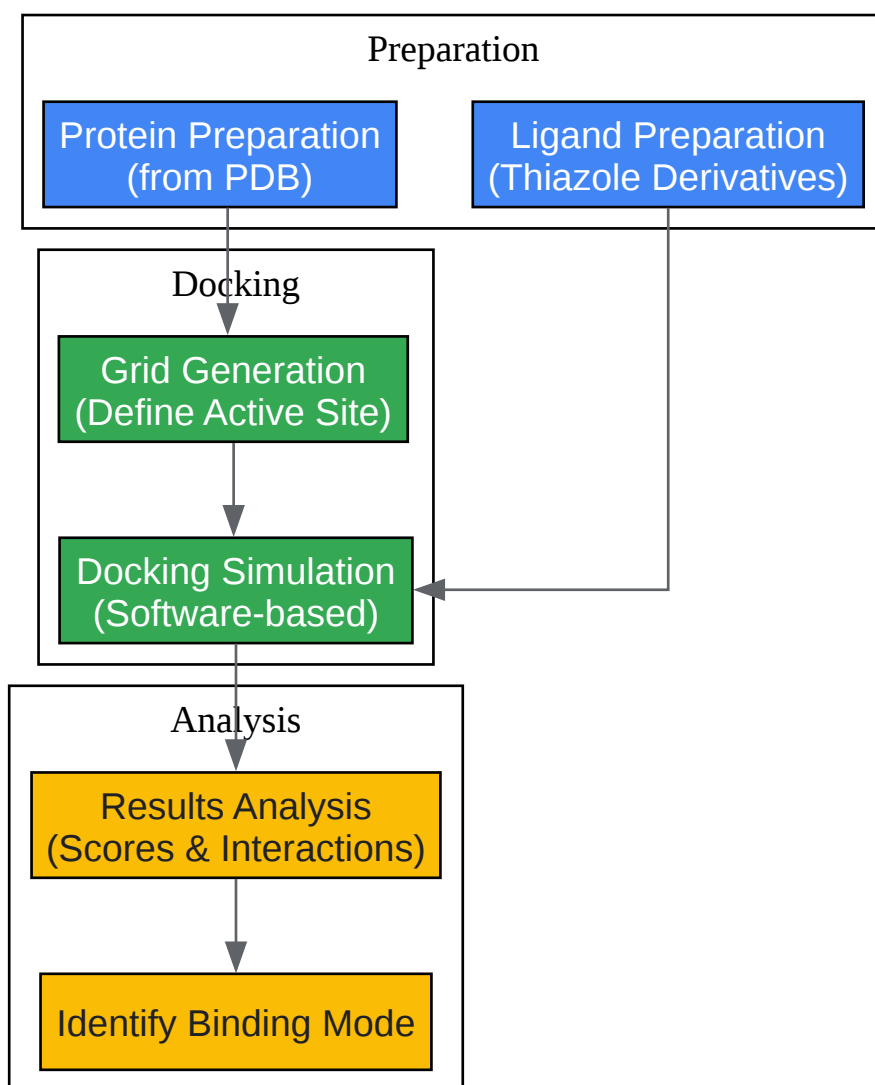 Preparation
Protein Preparation
(from PDB)
Ligand Preparation
(Thiazole Derivatives)
Docking
Grid Generation
(Define Active Site)
Docking Simulation
(Software-based)
Analysis
Results Analysis
(Scores & Interactions)
Identify Binding Mode